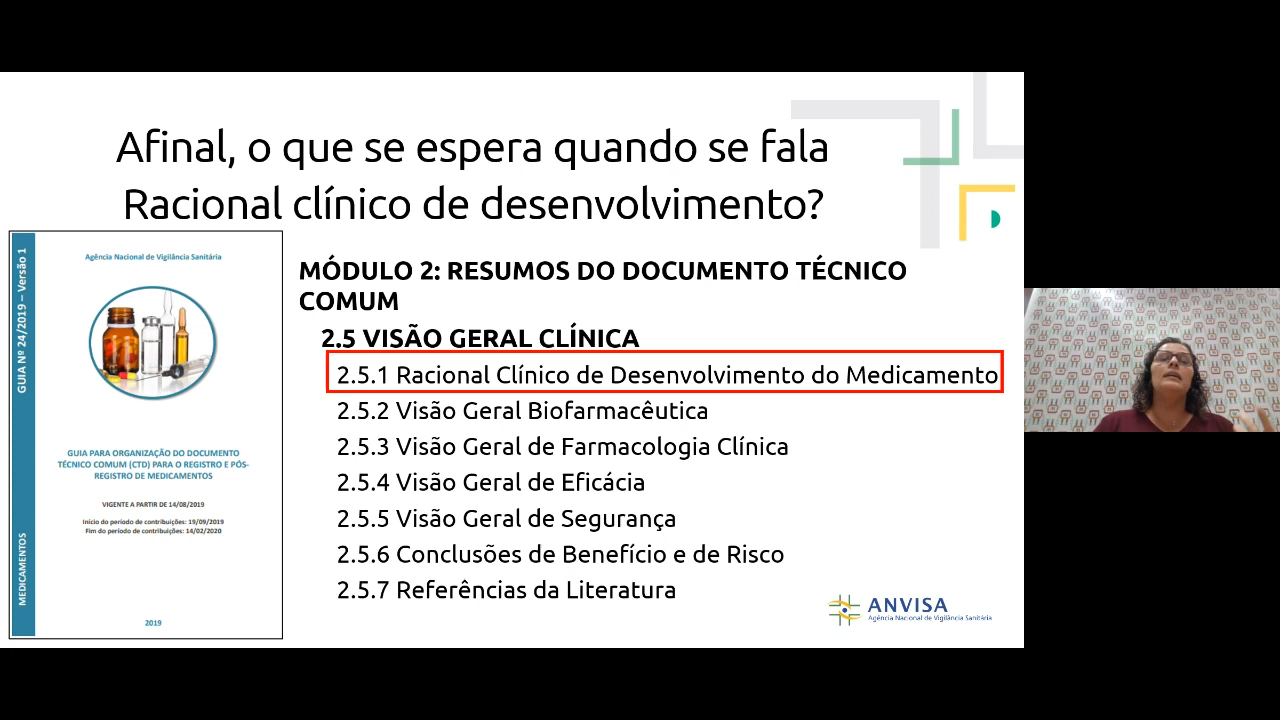 Afinal, o que se espera quando se fala
Racional clínico de desenvolvimento?
GUIA Nº 24/2019 – Versão 1
MEDICAMENTOS
Agência Nacional de Vigilância Sanitária
GUIA PARA ORGANIZAÇÃO DO DOCUMENTO
TÉCNICO COMUM (CTD) PARA O REGISTRO E PÓS-
REGISTRO DE MEDICAMENTOS
VIGENTE A PARTIR DE 14/08/2019
Início do período de contribuições: 19/09/2019
Fim do período de contribuições: 14/02/2020
2019
MÓDULO 2: RESUMOS DO DOCUMENTO TÉCNICO
COMUM
2.5 VISÃO GERAL CLÍNICA
2.5.1 Racional Clínico de Desenvolvimento do Medicamento
2.5.2 Visão Geral Biofarmacêutica
2.5.3 Visão Geral de Farmacologia Clínica
2.5.4 Visão Geral de Eficácia
2.5.5 Visão Geral de Segurança
2.5.6 Conclusões de Benefício e de Risco
2.5.7 Referências da Literatura
ANVISA
Agência Nacional de Vigilância Sanitária